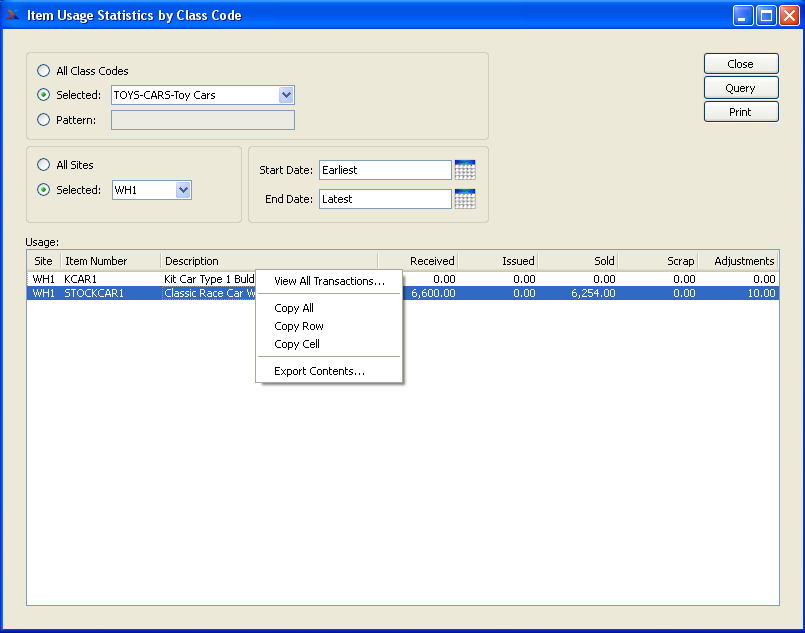 Item Usage Statistics by Class Code
All Class Codes
Selected: TOYS-CARS-Toy Cars
Pattern:
Close
Query
Print
All Sites
Selected: WH1
Start Date: Earliest
End Date: Latest
Usage:
Site Item Number Description Received Issued Sold Scrap Adjustments
WH1 KCAR1 Kit Car Type 1 Build 0.00 0.00 0.00 0.00 0.00
WH1 STOCKCAR1 Classic Race Car W 6,600.00 0.00 6,254.00 0.00 10.00
View All Transactions...
Copy All
Copy Row
Copy Cell
Export Contents...